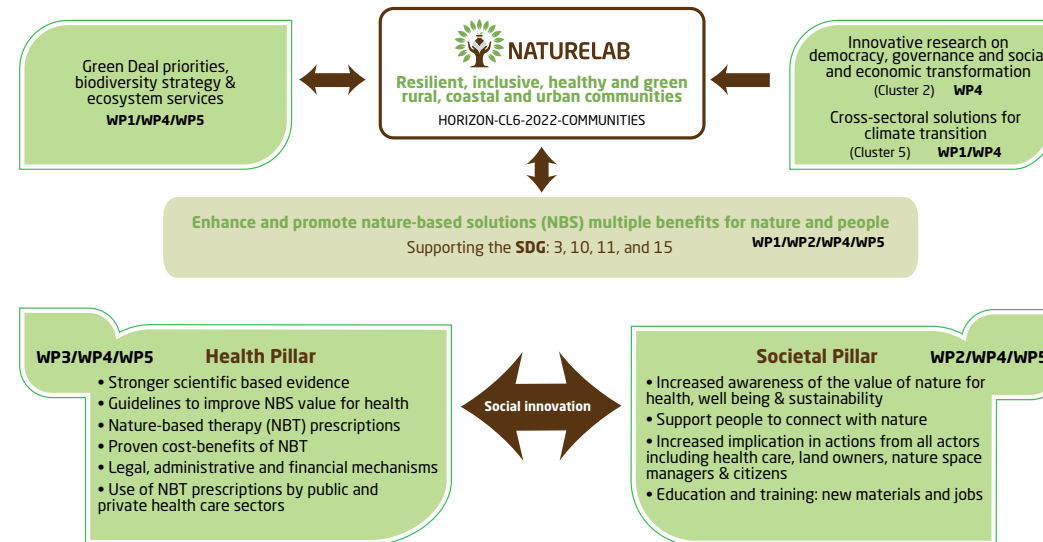 Green Deal priorities,
biodiversity strategy &
ecosystem services
WP1/WP4/WP5
NATURELAB
Resilient, inclusive, healthy and green
rural, coastal and urban communities
HORIZON-CL6-2022-COMMUNITIES
Innovative research on
democracy, governance and social
and economic transformation
(Cluster 2) WP4
Cross-sectoral solutions for
climate transition
(Cluster 5) WP1/WP4
Enhance and promote nature-based solutions (NBS) multiple benefits for nature and people
Supporting the SDG: 3, 10, 11, and 15 WP1/WP2/WP4/WP5
WP3/WP4/WP5 Health Pillar
• Stronger scientific based evidence
• Guidelines to improve NBS value for health
• Nature-based therapy (NBT) prescriptions
• Proven cost-benefits of NBT
• Legal, administrative and financial mechanisms
• Use of NBT prescriptions by public and
private health care sectors
Social innovation
Societal Pillar WP2/WP4/WP5
• Increased awareness of the value of nature for
health, well being & sustainability
• Support people to connect with nature
• Increased implication in actions from all actors
including health care, land owners, nature space
managers & citizens
• Education and training: new materials and jobs